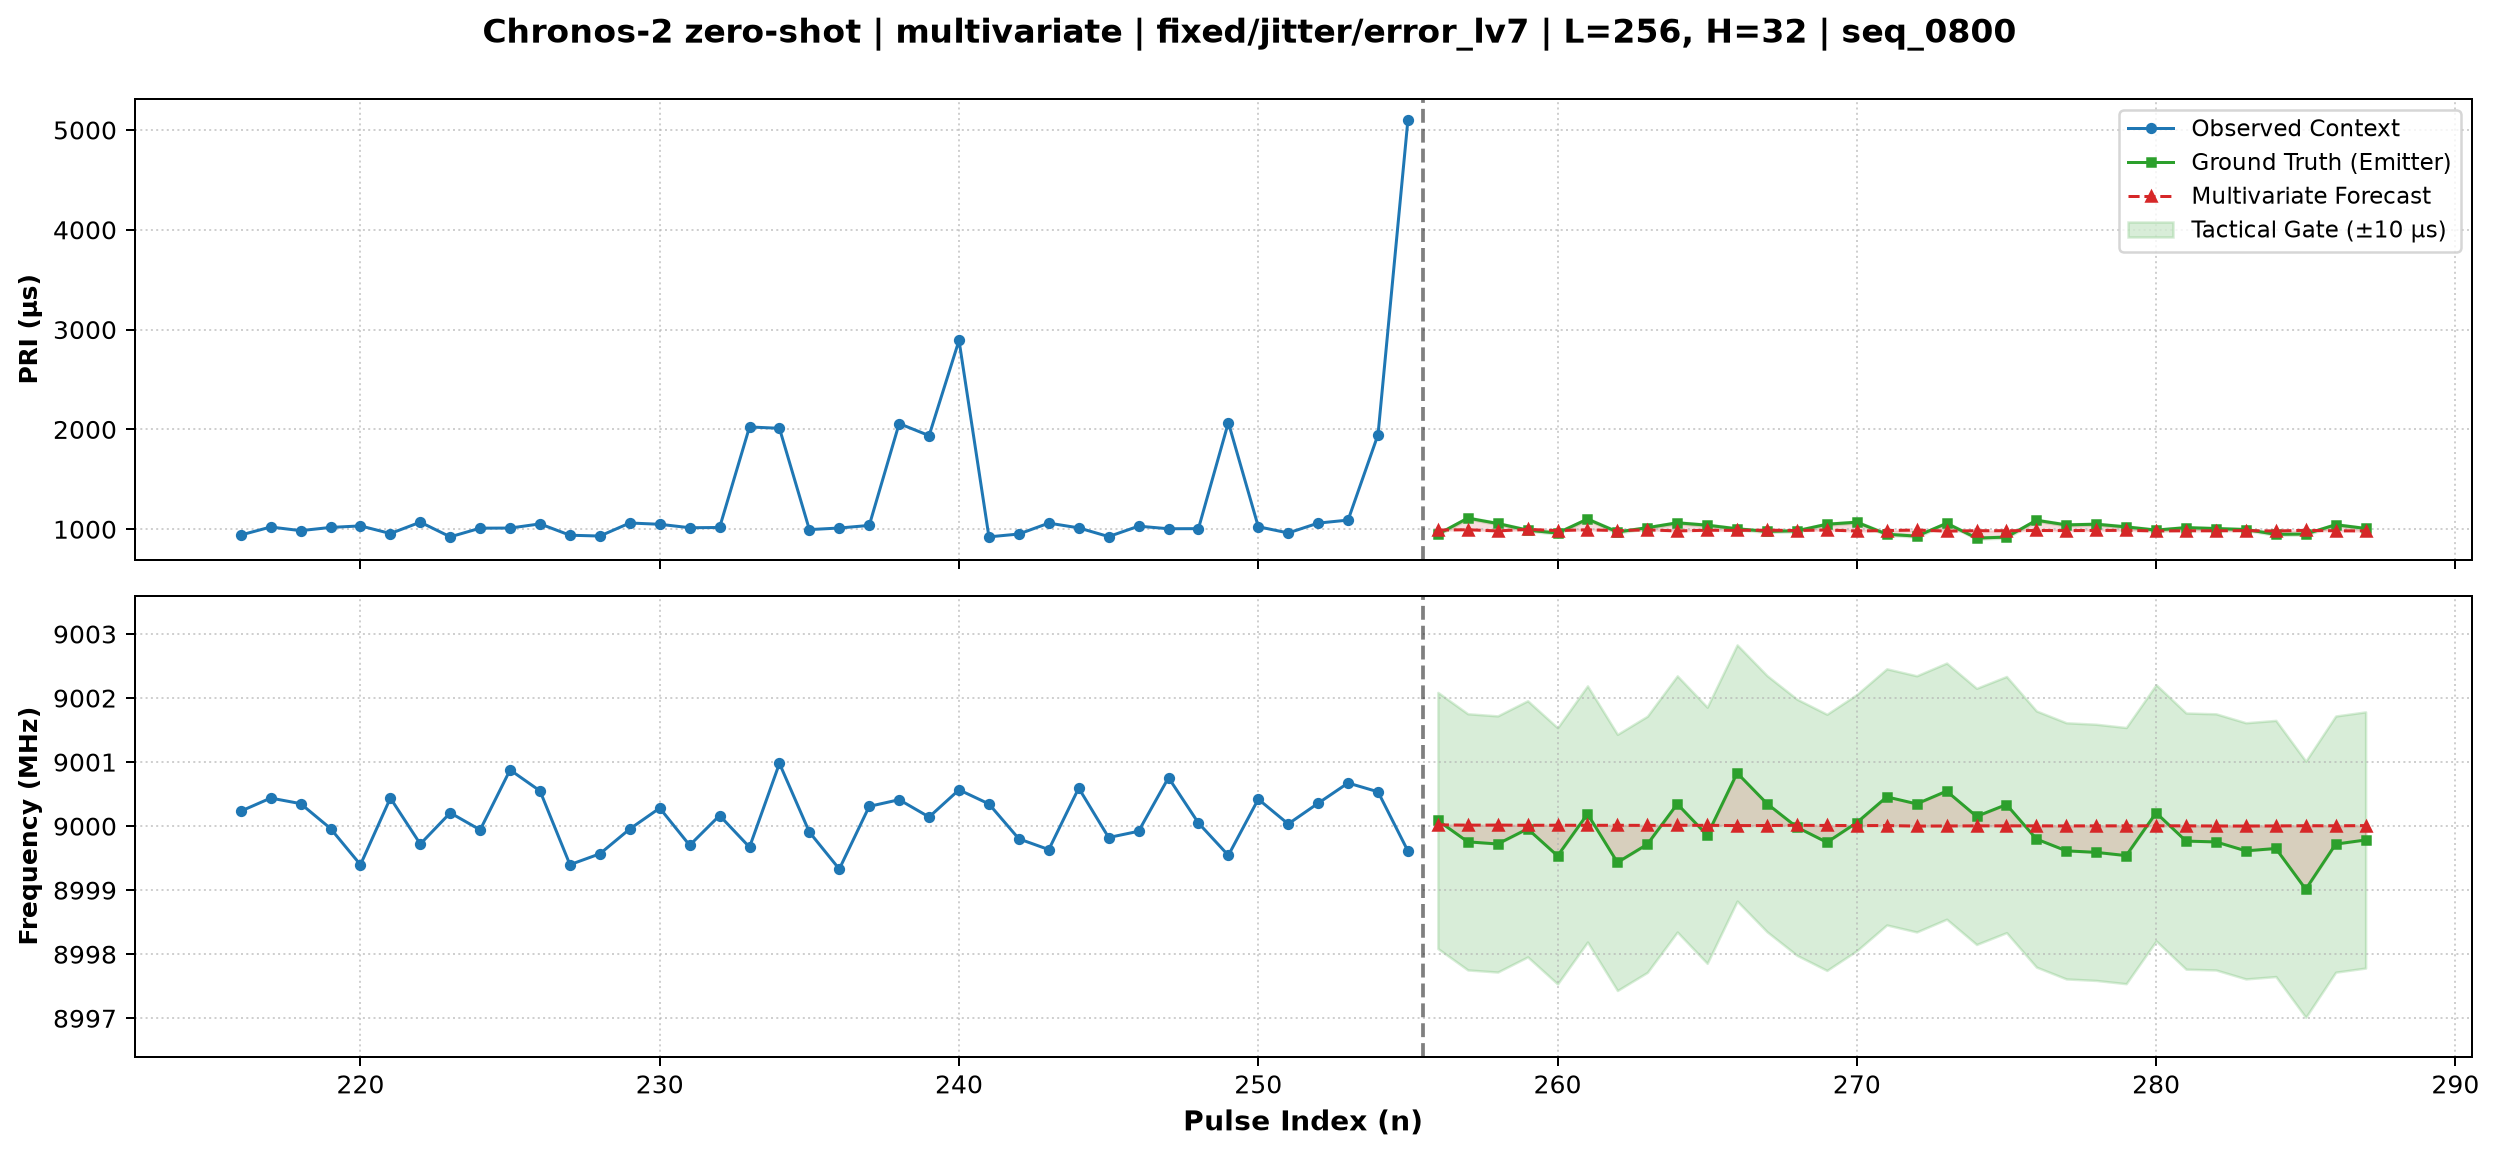 Chronos-2 zero-shot | multivariate | fixed/jitter/error_lv7 | L=256, H=32 | seq_0800
PRI (µs)
5000
4000
3000
2000
1000
Observed Context
Ground Truth (Emitter)
Multivariate Forecast
Tactical Gate (±10 µs)
Frequency (MHz)
9003
9002
9001
9000
8999
8998
8997
220 230 240 250 260 270 280 290
Pulse Index (n)